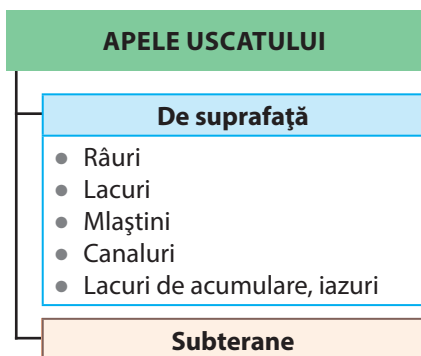 APELE USCATULUI
De suprafaţă
● Râuri
● Lacuri
● Mlaştini
● Canaluri
● Lacuri de acumulare, iazuri
Subterane